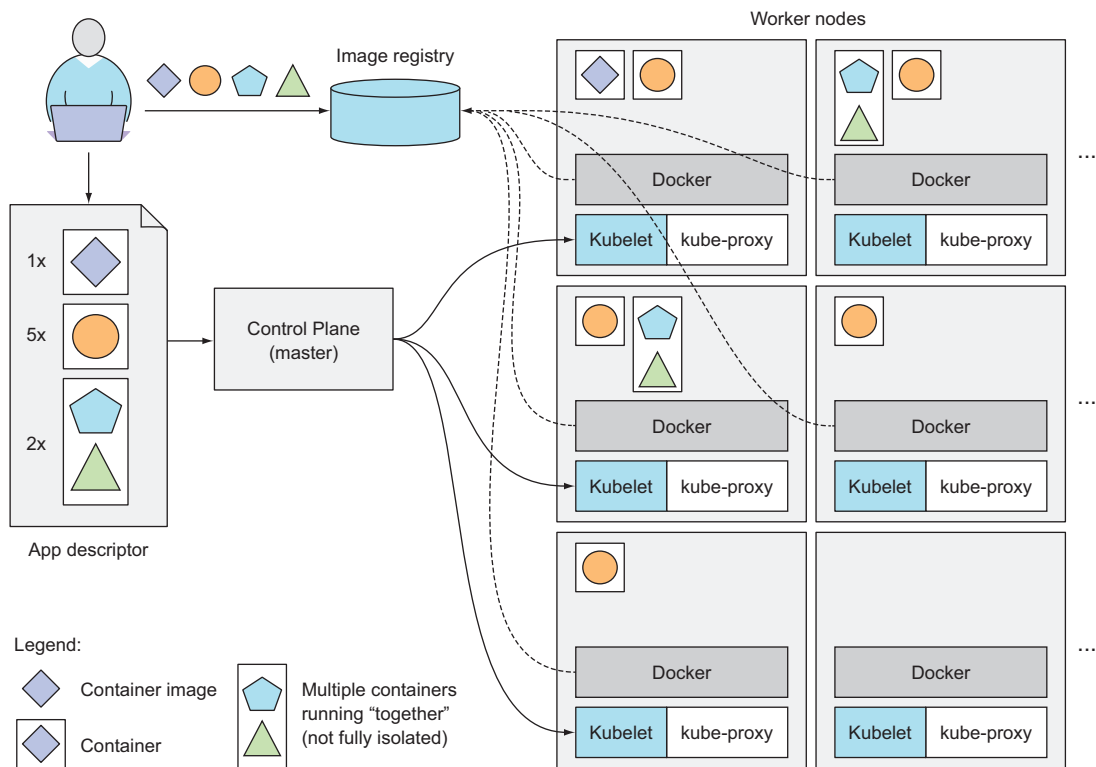 Worker nodes
Image registry
Docker
Kubelet
kube-proxy
Docker
Kubelet
kube-proxy
...
1x
5x
2x
App descriptor
Control Plane
(master)
Docker
Kubelet
kube-proxy
Docker
Kubelet
kube-proxy
...
Docker
Kubelet
kube-proxy
Docker
Kubelet
kube-proxy
...
Legend:
Container image
Container
Multiple containers
running “together”
(not fully isolated)